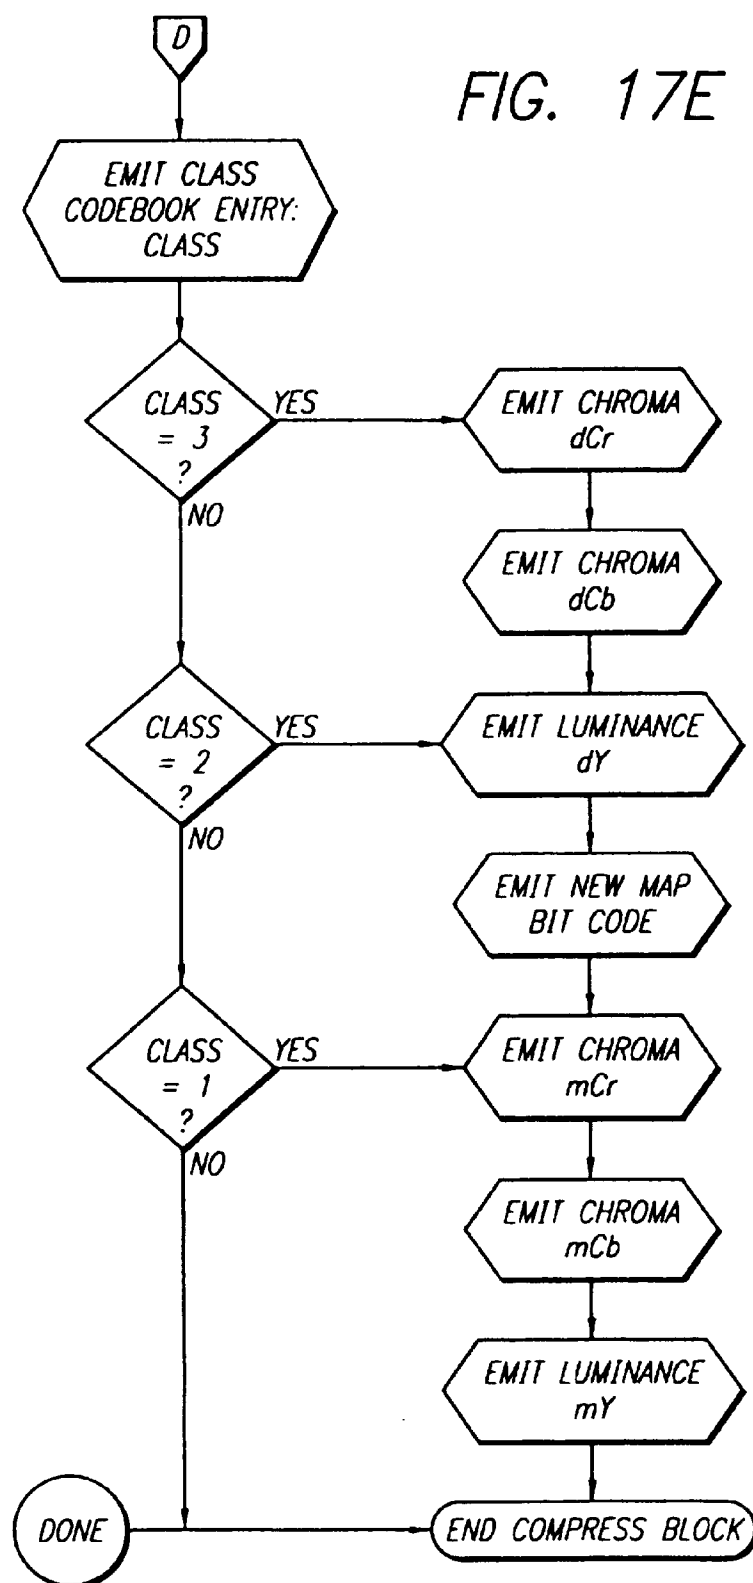 D
FIG. 17E
EMIT CLASS
CODEBOOK ENTRY:
CLASS
CLASS
= 3
?
YES
NO
EMIT CHROMA
dCr
EMIT CHROMA
dCb
CLASS
= 2
?
YES
NO
EMIT LUMINANCE
dY
EMIT NEW MAP
BIT CODE
CLASS
= 1
?
YES
NO
EMIT CHROMA
mCr
EMIT CHROMA
mCb
EMIT LUMINANCE
mY
DONE
END COMPRESS BLOCK